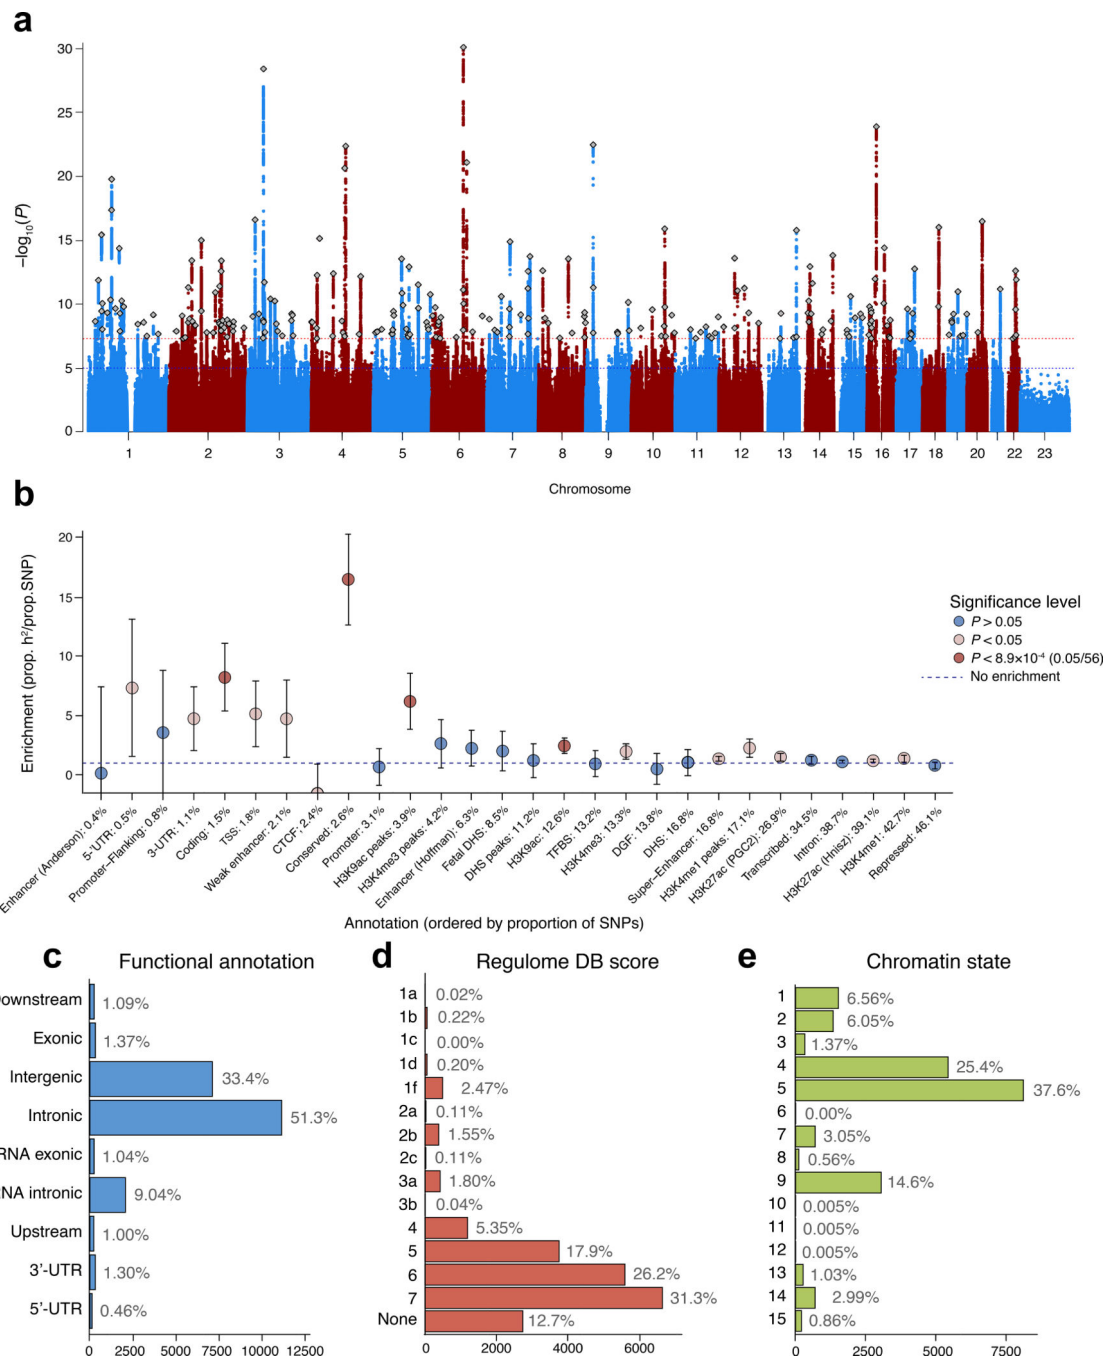 a
30
25
20
15
10
5
0
–log₁₀(P)
1 2 3 4 5 6 7 8 9 10 11 12 13 14 15 16 17 18 20 22 23
Chromosome
b
20
15
10
5
0
Enrichment (prop. h²/prop.SNP)
Significance level
P > 0.05
P < 0.05
P < 8.9×10⁻⁴ (0.05/56)
No enrichment
Enhancer (Anderson): 0.4%
5-UTR: 0.5%
Promoter–Flanking: 0.8%
3-UTR: 1.1%
Coding: 1.5%
TSS: 1.8%
Weak enhancer: 2.1%
CTCF: 2.4%
Conserved: 2.6%
Promoter: 3.1%
H3K9ac peaks: 3.9%
H3K4me3 peaks: 4.2%
Enhancer (Hoffman): 6.3%
Fetal DHS: 8.5%
DHS peaks: 11.2%
H3K9ac: 12.6%
TFBS: 13.2%
H3K4me3: 13.3%
DGF: 13.8%
DHS: 16.8%
Super–Enhancer: 16.8%
H3K4me1 peaks: 17.1%
H3K27ac (PGC2): 26.9%
Transcribed: 34.5%
Intron: 38.7%
H3K27ac (Hnisz): 39.1%
H3K4me1: 42.7%
Repressed: 46.1%
Annotation (ordered by proportion of SNPs)
c Functional annotation
ownstream 1.09%
Exonic 1.37%
Intergenic 33.4%
Intronic 51.3%
RNA exonic 1.04%
NA intronic 9.04%
Upstream 1.00%
3'-UTR 1.30%
5'-UTR 0.46%
0 2500 5000 7500 10000 12500
d Regulome DB score
1a 0.02%
1b 0.22%
1c 0.00%
1d 0.20%
1f 2.47%
2a 0.11%
2b 1.55%
2c 0.11%
3a 1.80%
3b 0.04%
4 5.35%
5 17.9%
6 26.2%
7 31.3%
None 12.7%
0 2000 4000 6000
e Chromatin state
1 6.56%
2 6.05%
3 1.37%
4 25.4%
5 37.6%
6 0.00%
7 3.05%
8 0.56%
9 14.6%
10 0.005%
11 0.005%
12 0.005%
13 1.03%
14 2.99%
15 0.86%
0 2500 5000 7500